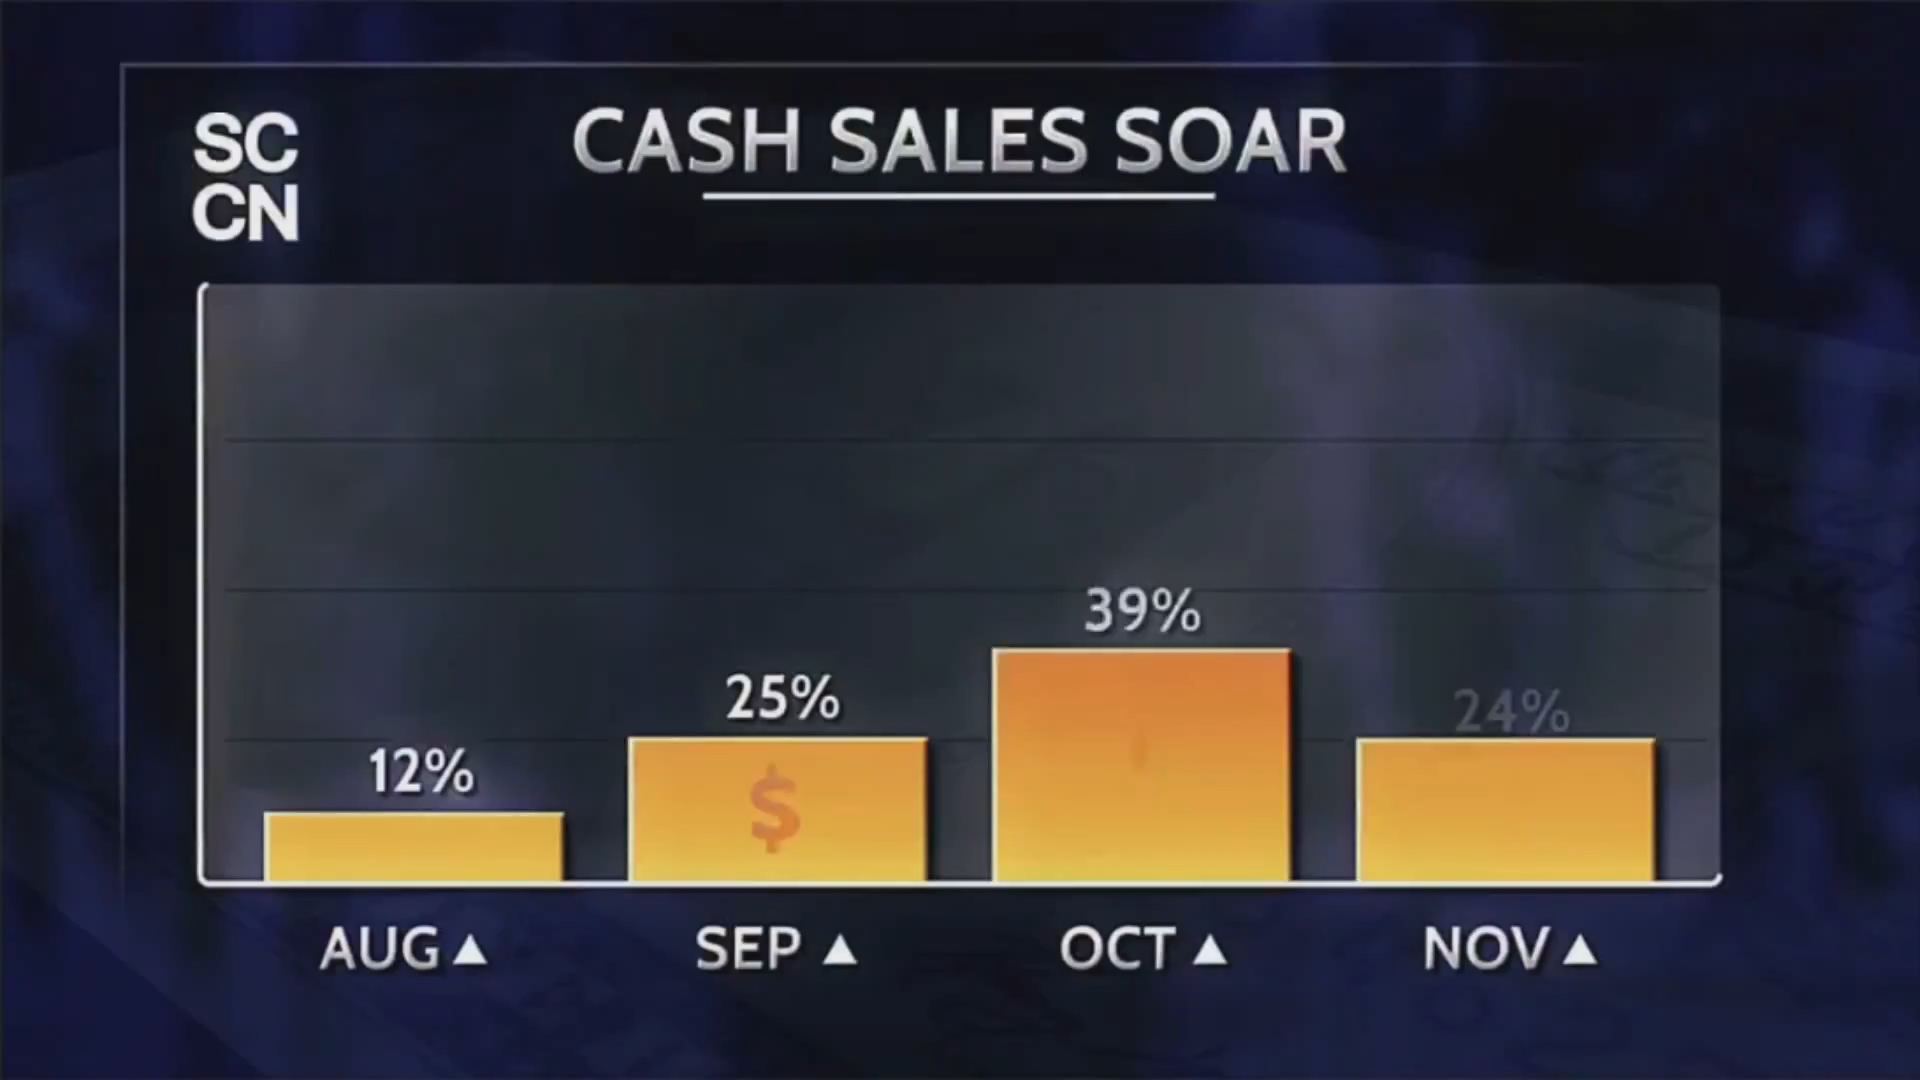 SC
CN
CASH SALES SOAR
12%
25%
39%
24%
$
AUG ▲
SEP ▲
OCT ▲
NOV ▲